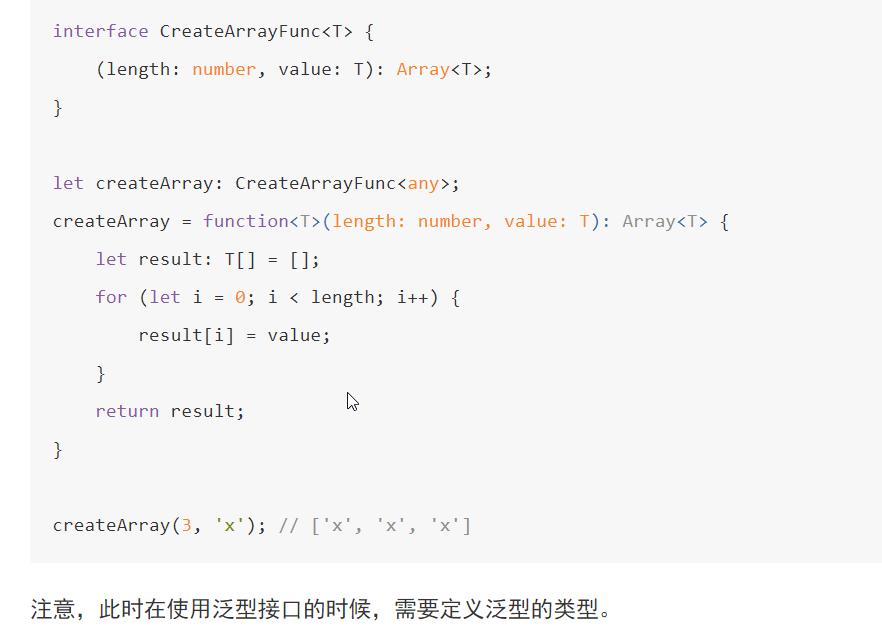 interface CreateArrayFunc<T> {
    (length: number, value: T): Array<T>;
}

let createArray: CreateArrayFunc<any>;
createArray = function<T>(length: number, value: T): Array<T> {
    let result: T[] = [];
    for (let i = 0; i < length; i++) {
        result[i] = value;
    }
    return result;
}

createArray(3, 'x'); // ['x', 'x', 'x']
注意，此时在使用泛型接口的时候，需要定义泛型的类型。